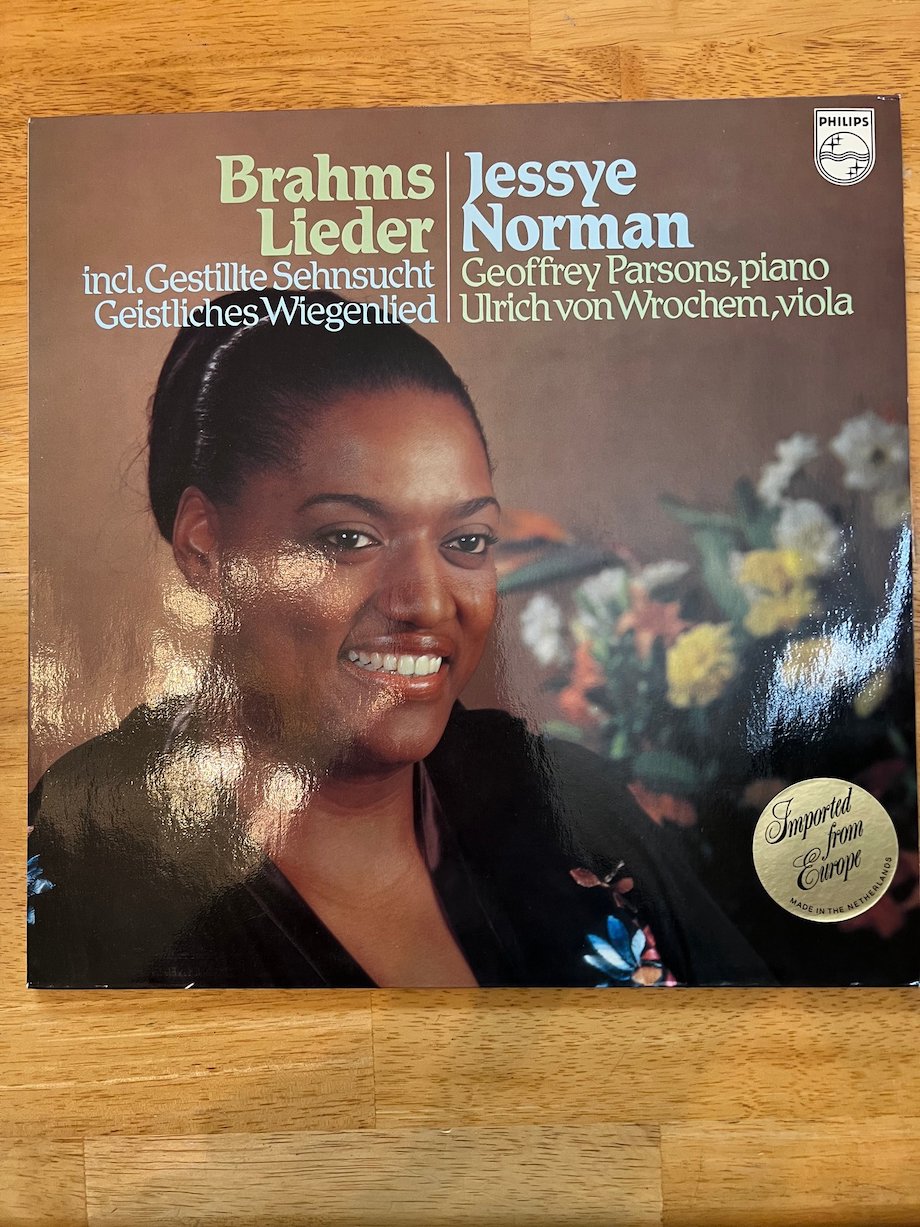 PHILIPS
Brahms
Lieder
incl. Gestillte Sehnsucht
Geistliches Wiegenlied
Jessye
Norman
Geoffrey Parsons, piano
Ulrich von Wrochem, viola
Imported
from
Europe
MADE IN THE NETHERLANDS